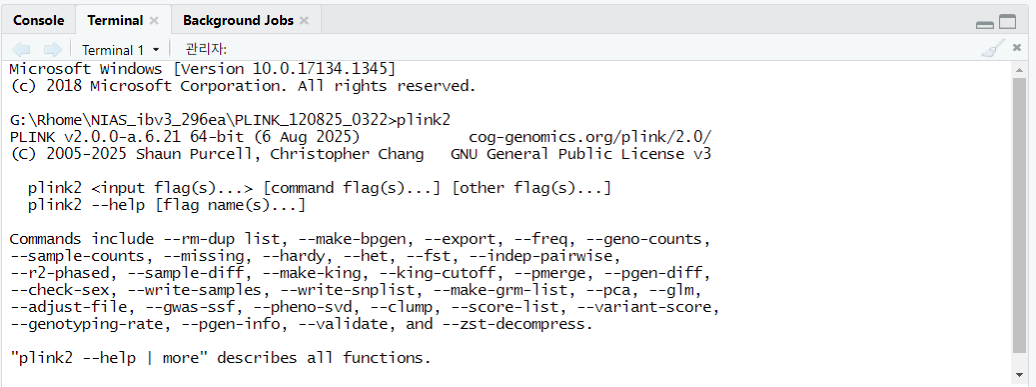 Console Terminal Background Jobs
Terminal 1 관리자:
Microsoft Windows [Version 10.0.17134.1345]
(c) 2018 Microsoft Corporation. All rights reserved.
G:\Rhome\NIAS_ibv3_296ea\PLINK_120825_0322>plink2
PLINK v2.0.0-a.6.21 64-bit (6 Aug 2025) cog-genomics.org/plink/2.0/
(C) 2005-2025 Shaun Purcell, Christopher Chang GNU General Public License v3
plink2 <input flag(s)...> [command flag(s)...] [other flag(s)...]
plink2 --help [flag name(s)...]
Commands include --rm-dup list, --make-bpgen, --export, --freq, --geno-counts,
--sample-counts, --missing, --hardy, --het, --fst, --indep-pairwise,
--r2-phased, --sample-diff, --make-king, --king-cutoff, --pmerge, --pgen-diff,
--check-sex, --write-samples, --write-snplist, --make-grm-list, --pca, --glm,
--adjust-file, --gwas-ssf, --pheno-svd, --clump, --score-list, --variant-score,
--genotyping-rate, --pgen-info, --validate, and --zst-decompress.
"plink2 --help | more" describes all functions.